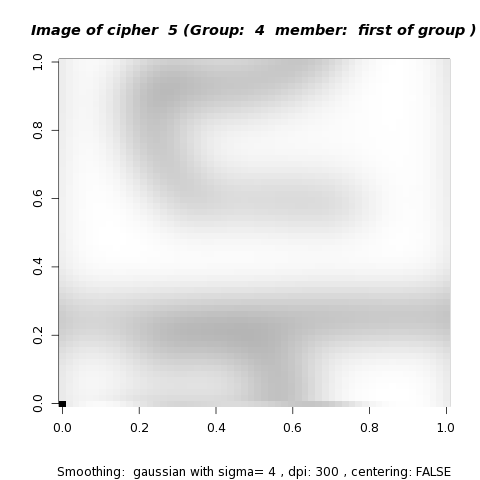 Image of cipher 5 (Group: 4 member: first of group )
1.0
0.8
0.6
0.4
0.2
0.0
0.0 0.2 0.4 0.6 0.8 1.0
Smoothing: gaussian with sigma= 4 , dpi: 300 , centering: FALSE